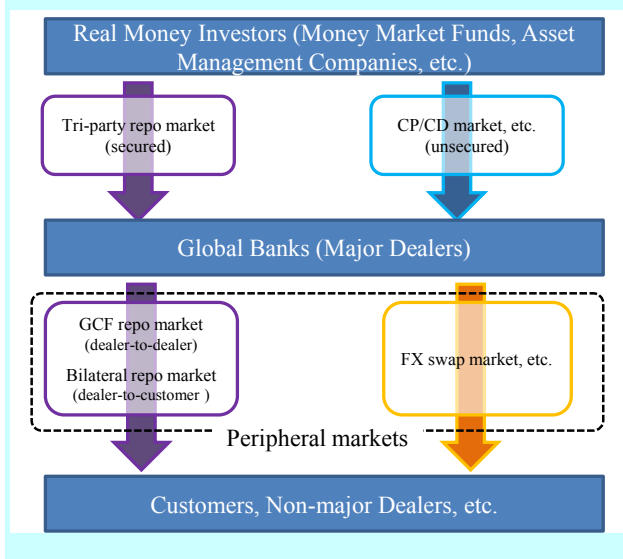 Real Money Investors (Money Market Funds, Asset
Management Companies, etc.)
Tri-party repo market
(secured)
CP/CD market, etc.
(unsecured)
Global Banks (Major Dealers)
GCF repo market
(dealer-to-dealer)
Bilateral repo market
(dealer-to-customer )
FX swap market, etc.
Peripheral markets
Customers, Non-major Dealers, etc.